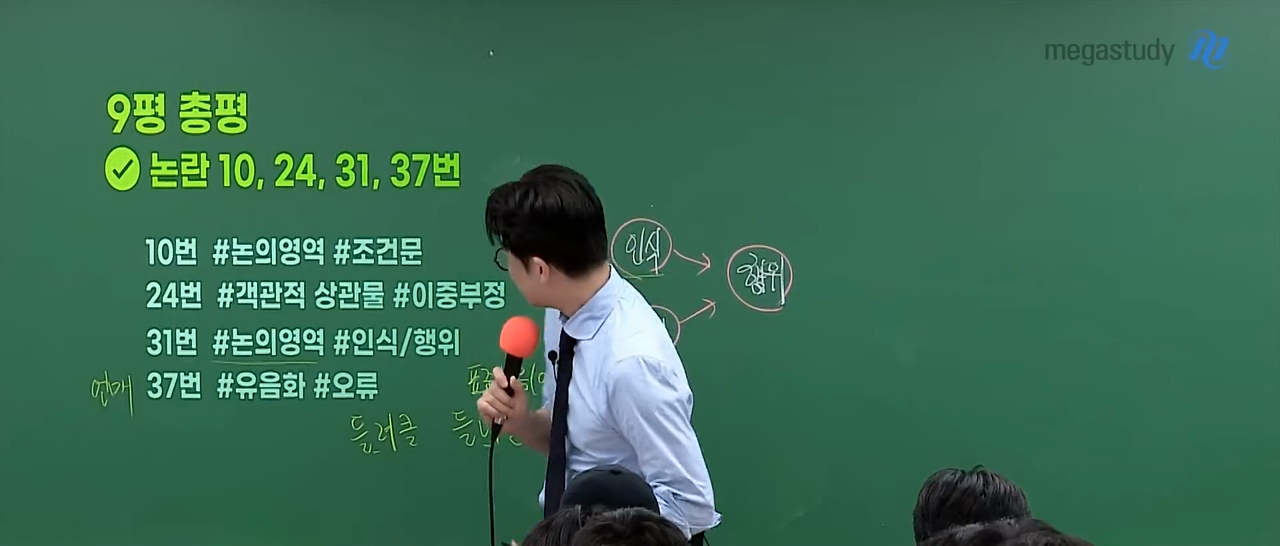 megastudy
9평 총평
논란 10, 24, 31, 37번
10번 #논의영역 #조건문
24번 #객관적 상관물 #이중부정
31번 #논의영역 #인식/행위
언매 37번 #유음화 #오류
인식
행위